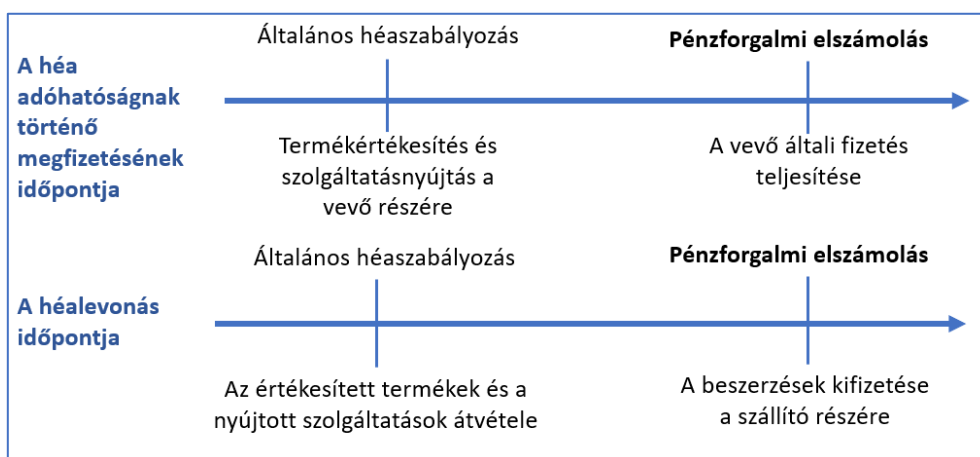 A héa
adóhatóságnak
történő
megfizetésének
időpontja
Általános héaszabályozás
Pénzforgalmi elszámolás
Termékértékesítés és
szolgáltatásnyújtás a
vevő részére
A vevő általi fizetés
teljesítése
A héalevonás
időpontja
Általános héaszabályozás
Pénzforgalmi elszámolás
Az értékesített termékek és a
nyújtott szolgáltatások átvétele
A beszerzések kifizetése
a szállító részére